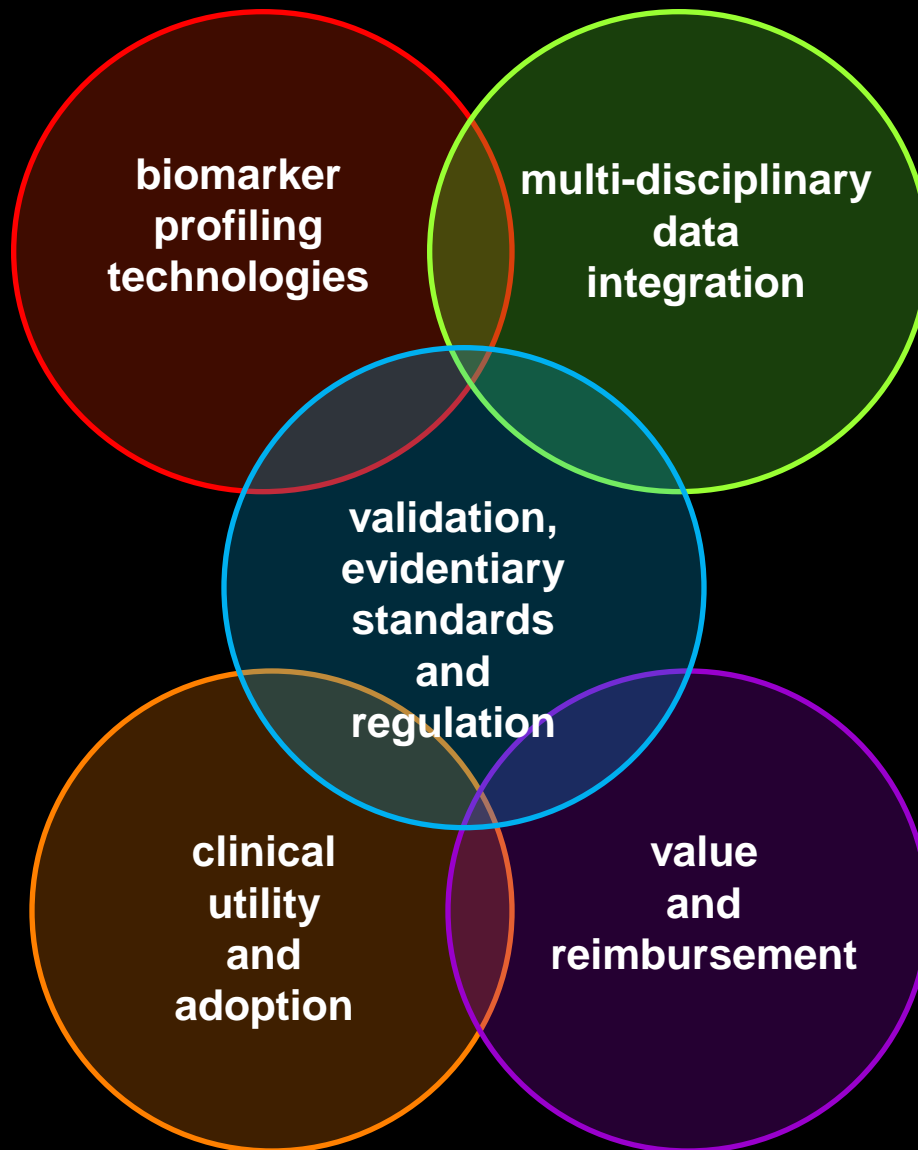 biomarker
profiling
technologies
multi-disciplinary
data
integration
validation,
evidentiary
standards
and
regulation
clinical
utility
and
adoption
value
and
reimbursement